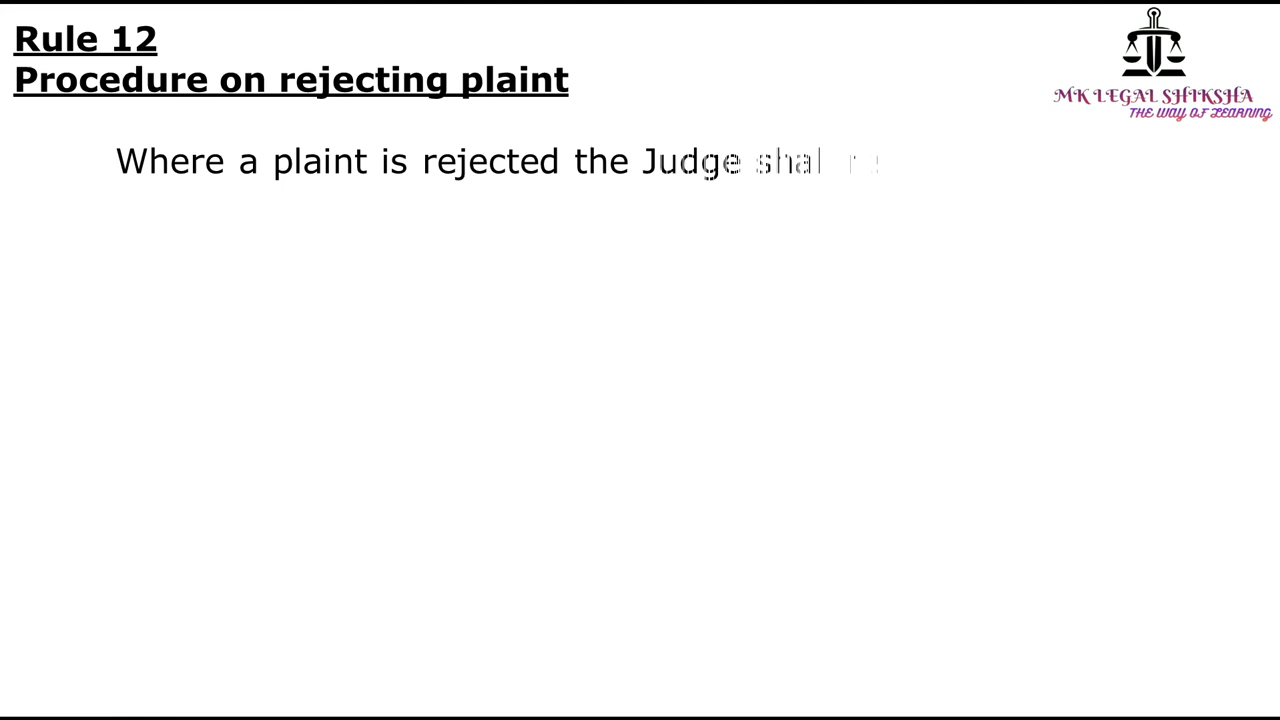 Rule 12
Procedure on rejecting plaint
MK LEGAL SHIKSHA
THE WAY OF LEARNING
Where a plaint is rejected the Judge shall